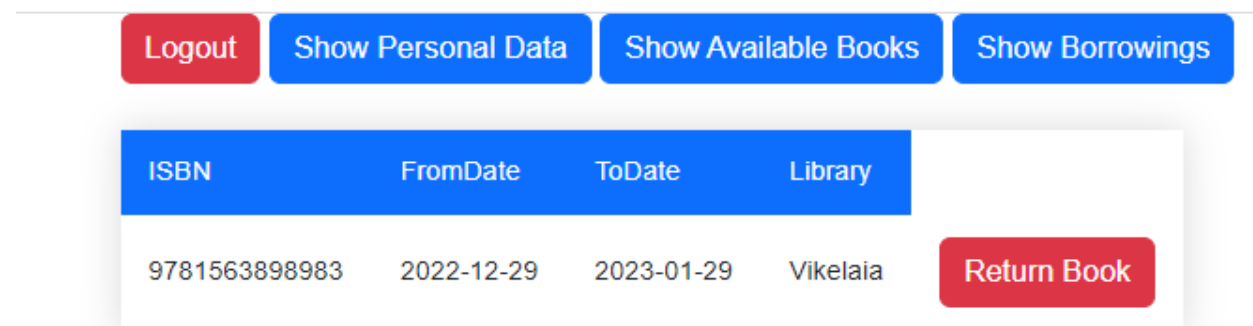 Logout Show Personal Data Show Available Books Show Borrowings
ISBN FromDate ToDate Library
9781563898983 2022-12-29 2023-01-29 Vikelaia Return Book